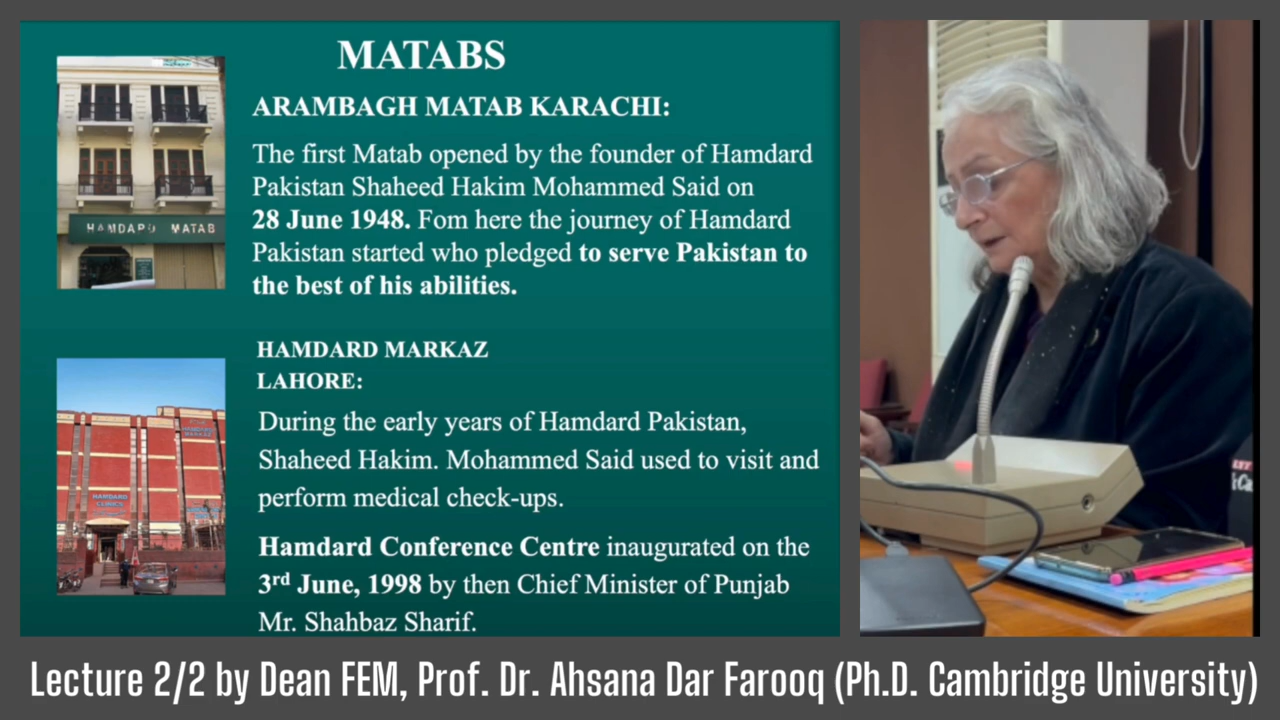 MATABS
ARAMBAGH MATAB KARACHI:
The first Matab opened by the founder of Hamdard
Pakistan Shaheed Hakim Mohammed Said on
28 June 1948. Fom here the journey of Hamdard
Pakistan started who pledged to serve Pakistan to
the best of his abilities.
HAMDARD MATAB
HAMDARD MARKAZ
LAHORE:
During the early years of Hamdard Pakistan,
Shaheed Hakim. Mohammed Said used to visit and
perform medical check-ups.
Hamdard Conference Centre inaugurated on the
3rd June, 1998 by then Chief Minister of Punjab
Mr. Shahbaz Sharif.
HAMDARD
CLINICS
Lecture 2/2 by Dean FEM, Prof. Dr. Ahsana Dar Farooq (Ph.D. Cambridge University)